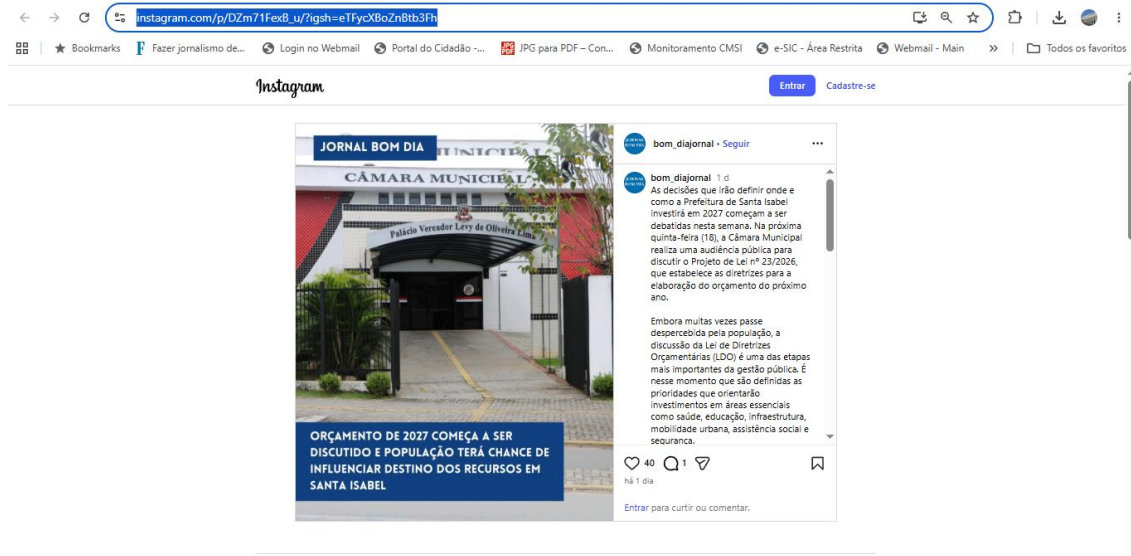 instagram.com/p/DZm71FexB_u/?igsh=eTFycXBoZnBtb3Fh
Bookmarks
Fazer jornalismo de...
Login no Webmail
Portal do Cidadão -...
JPG para PDF – Con...
Monitoramento CMSI
e-SIC - Área Restrita
Webmail - Main
»
Todos os favoritos
Instagram
Entrar
Cadastre-se
JORNAL BOM DIA
CÂMARA MUNICIPAL
Palácio Vereador Levy de Oliveira Lima
ORÇAMENTO DE 2027 COMEÇA A SER
DISCUTIDO E POPULAÇÃO TERÁ CHANCE DE
INFLUENCIAR DESTINO DOS RECURSOS EM
SANTA ISABEL
bom_diajornal • Seguir
bom_diajornal 1 d
As decisões que irão definir onde e
como a Prefeitura de Santa Isabel
investirá em 2027 começam a ser
debatidas nesta semana. Na próxima
quinta-feira (18), a Câmara Municipal
realiza uma audiência pública para
discutir o Projeto de Lei nº 23/2026,
que estabelece as diretrizes para a
elaboração do orçamento do próximo
ano.
Embora muitas vezes passe
despercebida pela população, a
discussão da Lei de Diretrizes
Orçamentárias (LDO) é uma das etapas
mais importantes da gestão pública. É
nesse momento que são definidas as
prioridades que orientarão
investimentos em áreas essenciais
como saúde, educação, infraestrutura,
mobilidade urbana, assistência social e
segurança.
40 1
há 1 dia
Entrar para curtir ou comentar.